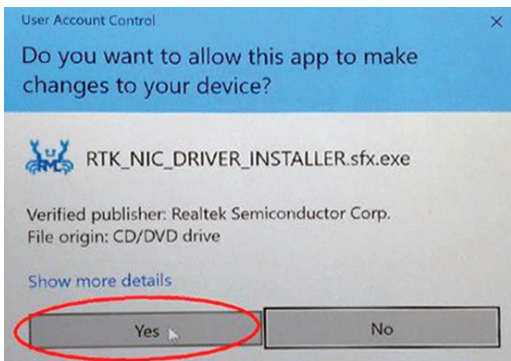 User Account Control
Do you want to allow this app to make
changes to your device?
RTK_NIC_DRIVER_INSTALLER.sfx.exe
Verified publisher: Realtek Semiconductor Corp.
File origin: CD/DVD drive
Show more details
Yes
No